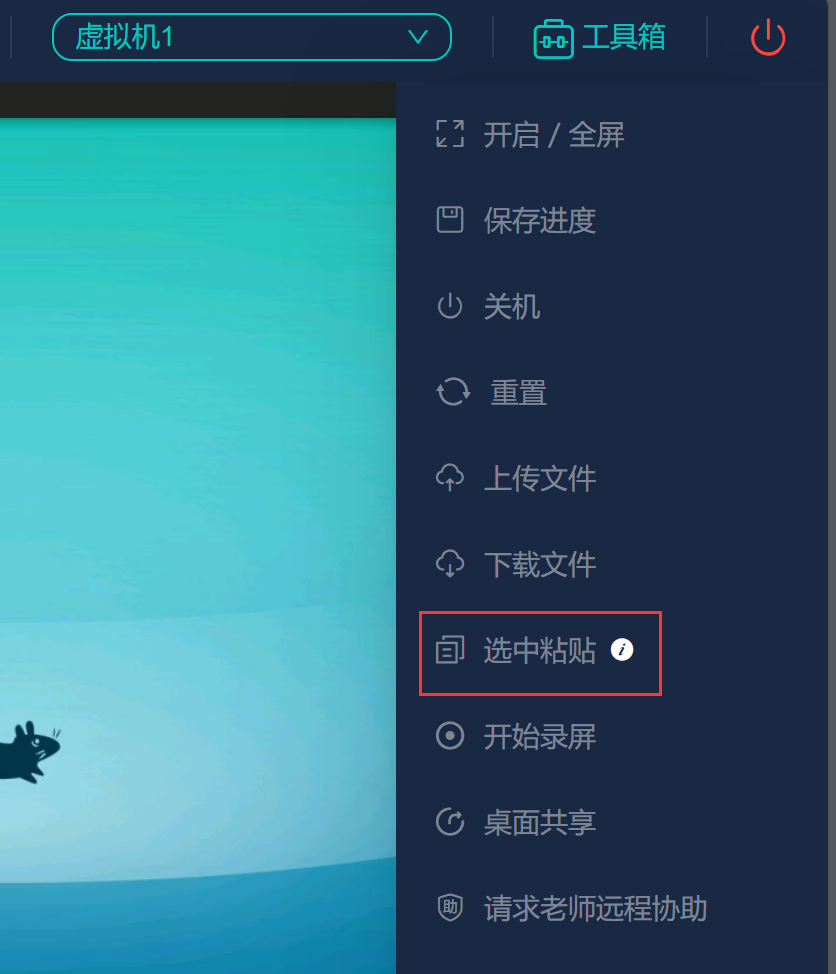 虚拟机1
工具箱
开启 / 全屏
保存进度
关机
重置
上传文件
下载文件
选中粘贴 i
开始录屏
桌面共享
助 请求老师远程协助